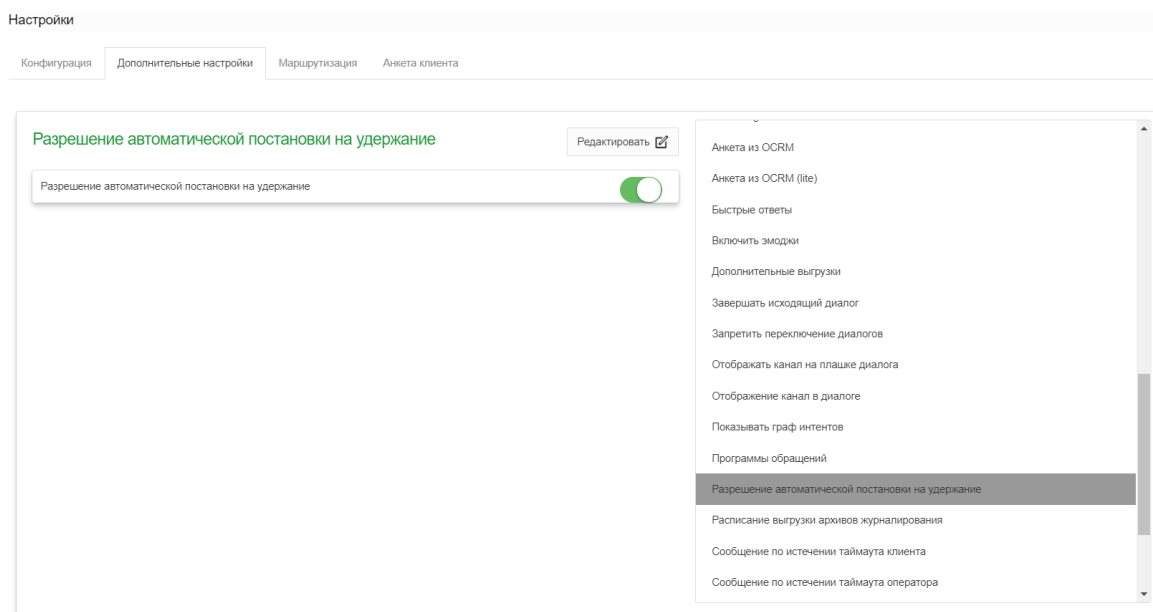 Настройки
Конфигурация
Дополнительные настройки
Маршрутизация
Анкета клиента
Разрешение автоматической постановки на удержание
Редактировать
Разрешение автоматической постановки на удержание
Анкета из OCRM
Анкета из OCRM (lite)
Быстрые ответы
Включить эмоджи
Дополнительные выгрузки
Завершать исходящий диалог
Запретить переключение диалогов
Отображать канал на плашке диалога
Отображение канал в диалоге
Показывать граф интентов
Программы обращений
Разрешение автоматической постановки на удержание
Расписание выгрузки архивов журналирования
Сообщение по истечении таймаута клиента
Сообщение по истечении таймаута оператора